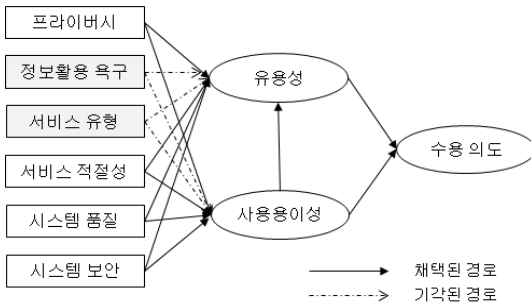 프라이버시
정보활용 욕구
서비스 유형
서비스 적절성
시스템 품질
시스템 보안
유용성
사용용이성
수용 의도
채택된 경로
기각된 경로